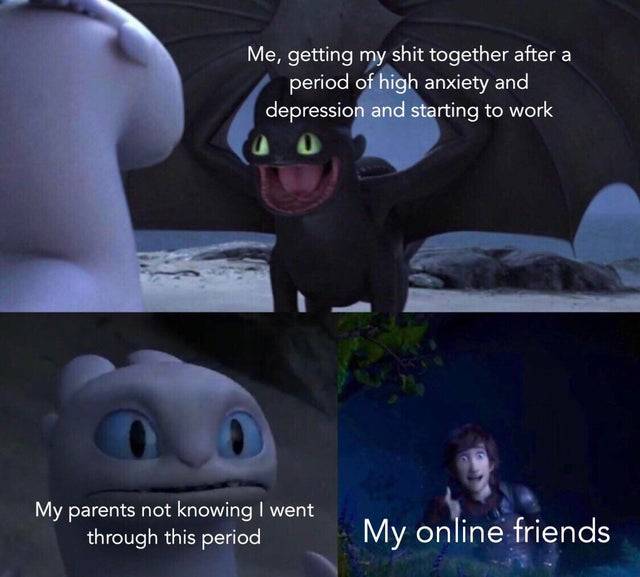 Me, getting my shit together after a
period of high anxiety and
depression and starting to work
My parents not knowing I went
through this period
My online friends